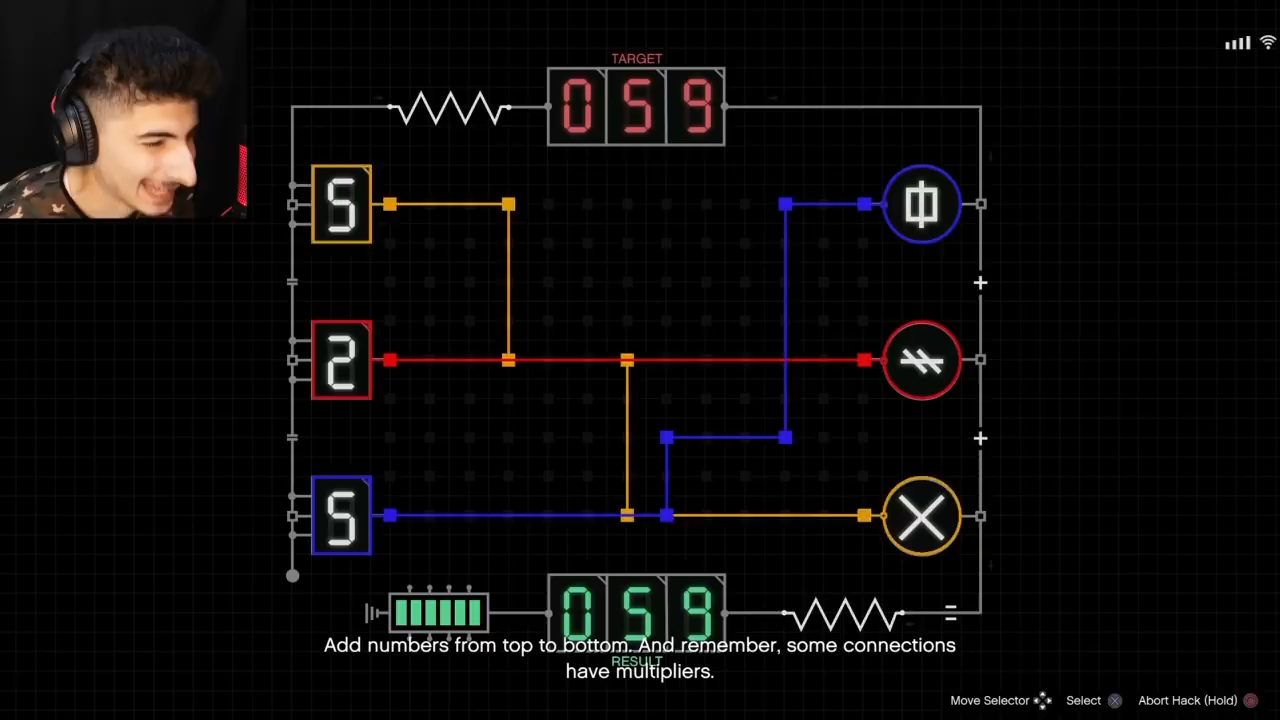 TARGET
059
5
2
5
+
+
=
059
Add numbers from top to bottom. And remember, some connections
have multipliers.
RESULT
Move Selector Select Abort Hack (Hold)